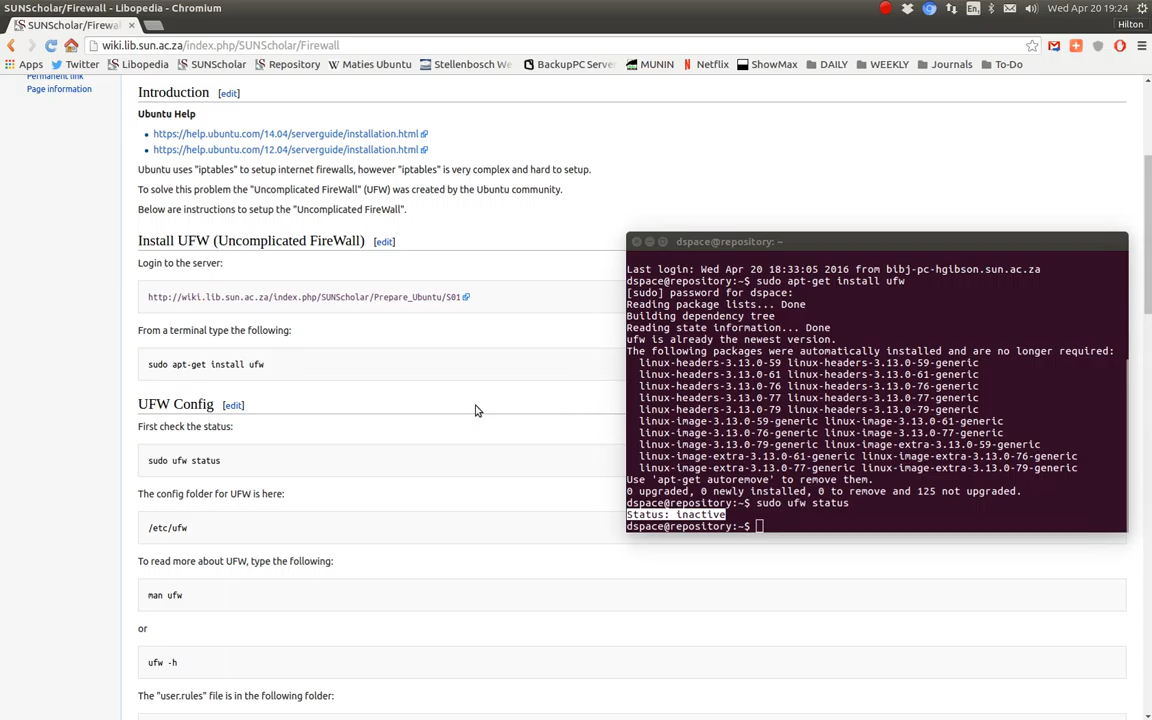 SUNScholar/Firewall - Libopedia - Chromium
Wed Apr 20 19:24
En
SUNScholar/Firewa
Hilton
wiki.lib.sun.ac.za/index.php/SUNScholar/Firewall
Apps Twitter Libopedia SUNScholar Repository Maties Ubuntu Stellenbosch We BackupPC Serve MUNIN Netflix ShowMax DAILY WEEKLY Journals To-Do
Permanent link
Page information
Introduction [edit]
Ubuntu Help
https://help.ubuntu.com/14.04/serverguide/installation.html
https://help.ubuntu.com/12.04/serverguide/installation.html
Ubuntu uses "iptables" to setup internet firewalls, however "iptables" is very complex and hard to setup.
To solve this problem the "Uncomplicated FireWall" (UFW) was created by the Ubuntu community.
Below are instructions to setup the "Uncomplicated FireWall".
Install UFW (Uncomplicated FireWall) [edit]
Login to the server:
http://wiki.lib.sun.ac.za/index.php/SUNScholar/Prepare_Ubuntu/S01
From a terminal type the following:
sudo apt-get install ufw
UFW Config [edit]
First check the status:
sudo ufw status
The config folder for UFW is here:
/etc/ufw
To read more about UFW, type the following:
man ufw
or
ufw -h
The "user.rules" file is in the following folder:
dspace@repository: ~
Last login: Wed Apr 20 18:33:05 2016 from bibj-pc-hgibson.sun.ac.za
dspace@repository:~$ sudo apt-get install ufw
[sudo] password for dspace:
Reading package lists... Done
Building dependency tree
Reading state information... Done
ufw is already the newest version.
The following packages were automatically installed and are no longer required:
linux-headers-3.13.0-59 linux-headers-3.13.0-59-generic
linux-headers-3.13.0-61 linux-headers-3.13.0-61-generic
linux-headers-3.13.0-76 linux-headers-3.13.0-76-generic
linux-headers-3.13.0-77 linux-headers-3.13.0-77-generic
linux-headers-3.13.0-79 linux-headers-3.13.0-79-generic
linux-image-3.13.0-59-generic linux-image-3.13.0-61-generic
linux-image-3.13.0-76-generic linux-image-3.13.0-77-generic
linux-image-3.13.0-79-generic linux-image-extra-3.13.0-59-generic
linux-image-extra-3.13.0-61-generic linux-image-extra-3.13.0-76-generic
linux-image-extra-3.13.0-77-generic linux-image-extra-3.13.0-79-generic
Use 'apt-get autoremove' to remove them.
0 upgraded, 0 newly installed, 0 to remove and 125 not upgraded.
dspace@repository:~$ sudo ufw status
Status: inactive
dspace@repository:~$